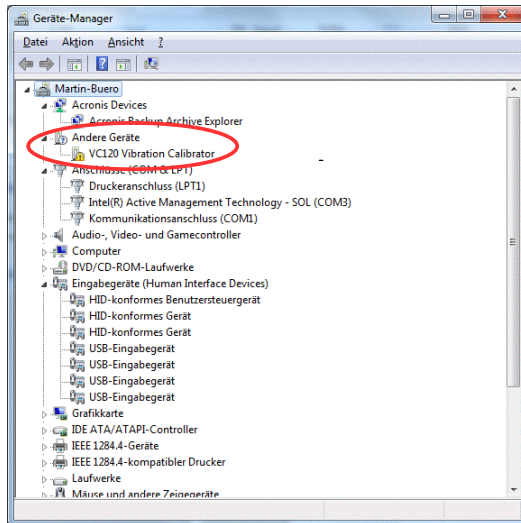 Geräte-Manager
Datei Aktion Ansicht ?
Martin-Buero
Acronis Devices
Acronis Backup Archive Explorer
Andere Geräte
VC120 Vibration Calibrator
Anschlüsse (COM & LPT)
Druckeranschluss (LPT1)
Intel(R) Active Management Technology - SOL (COM3)
Kommunikationsanschluss (COM1)
Audio-, Video- und Gamecontroller
Computer
DVD/CD-ROM-Laufwerke
Eingabegeräte (Human Interface Devices)
HID-konformes Benutzersteuergerät
HID-konformes Gerät
HID-konformes Gerät
USB-Eingabegerät
USB-Eingabegerät
USB-Eingabegerät
USB-Eingabegerät
Grafikkarte
IDE ATA/ATAPI-Controller
IEEE 1284.4-Geräte
IEEE 1284.4-kompatibler Drucker
Laufwerke
Mäuse und andere Zeigegeräte